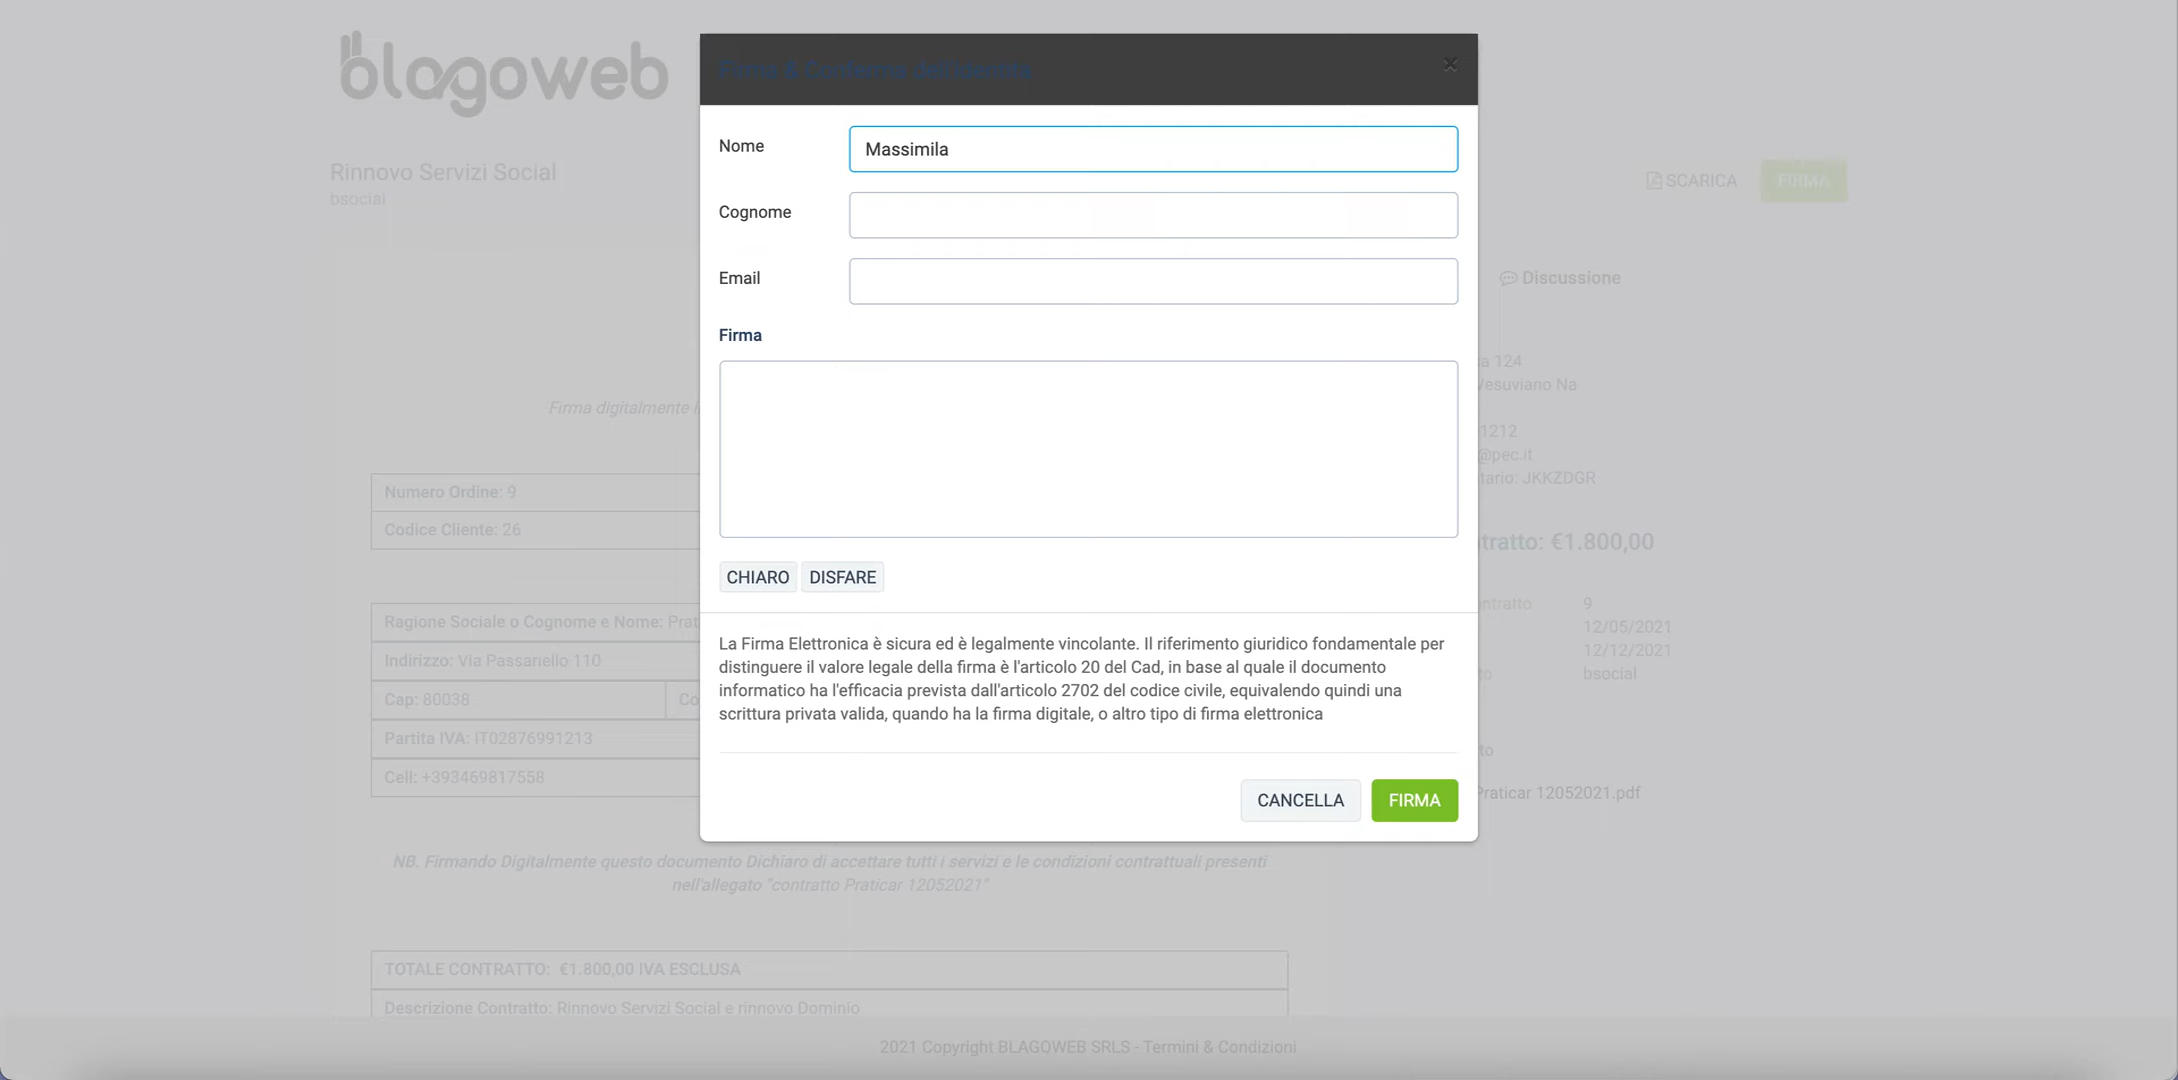 blagoweb
Firma & Conferma dell'identità
×
Rinnovo Servizi Social
bsocial
SCARICA
FIRMA
Nome
Massimila
Cognome
Email
Firma
CHIARO
DISFARE
La Firma Elettronica è sicura ed è legalmente vincolante. Il riferimento giuridico fondamentale per
distinguere il valore legale della firma è l'articolo 20 del Cad, in base al quale il documento
informatico ha l'efficacia prevista dall'articolo 2702 del codice civile, equivalendo quindi una
scrittura privata valida, quando ha la firma digitale, o altro tipo di firma elettronica
CANCELLA
FIRMA
Discussione
124
Vesuviano Na
1212
@pec.it
tario: JKKZDGR
tratto: €1.800,00
ntratto 9
12/05/2021
12/12/2021
to bsocial
to
Praticar 12052021.pdf
Firma digitalmente
Numero Ordine: 9
Codice Cliente: 26
Ragione Sociale o Cognome e Nome: Prat
Indirizzo: Via Passariello 110
Cap: 80038
Co
Partita IVA: IT02876991213
Cell: +393469817558
NB. Firmando Digitalmente questo documento Dichiaro di accettare tutti i servizi e le condizioni contrattuali presenti
nell'allegato "contratto Praticar 12052021"
TOTALE CONTRATTO: €1.800,00 IVA ESCLUSA
Descrizione Contratto: Rinnovo Servizi Social e rinnovo Dominio
2021 Copyright BLAGOWEB SRLS - Termini & Condizioni